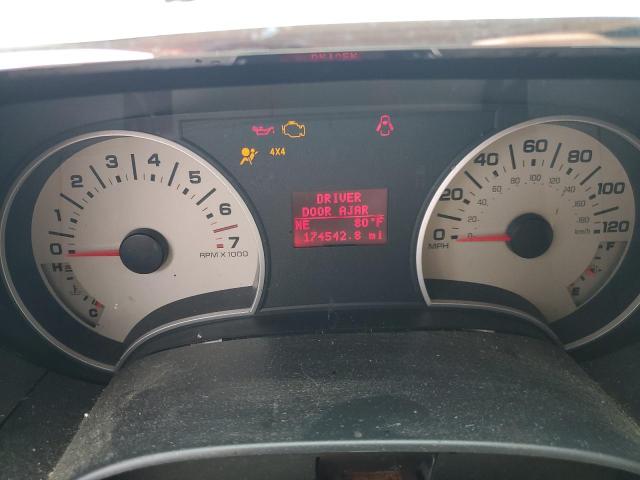 4X4
DRIVER
DOOR AJAR
NE 80°F
174542.8 mi
0 1 2 3 4 5 6 7
RPM X 1000
H
C
0 20 40 60 80 100 120
MPH
km/h
F
E